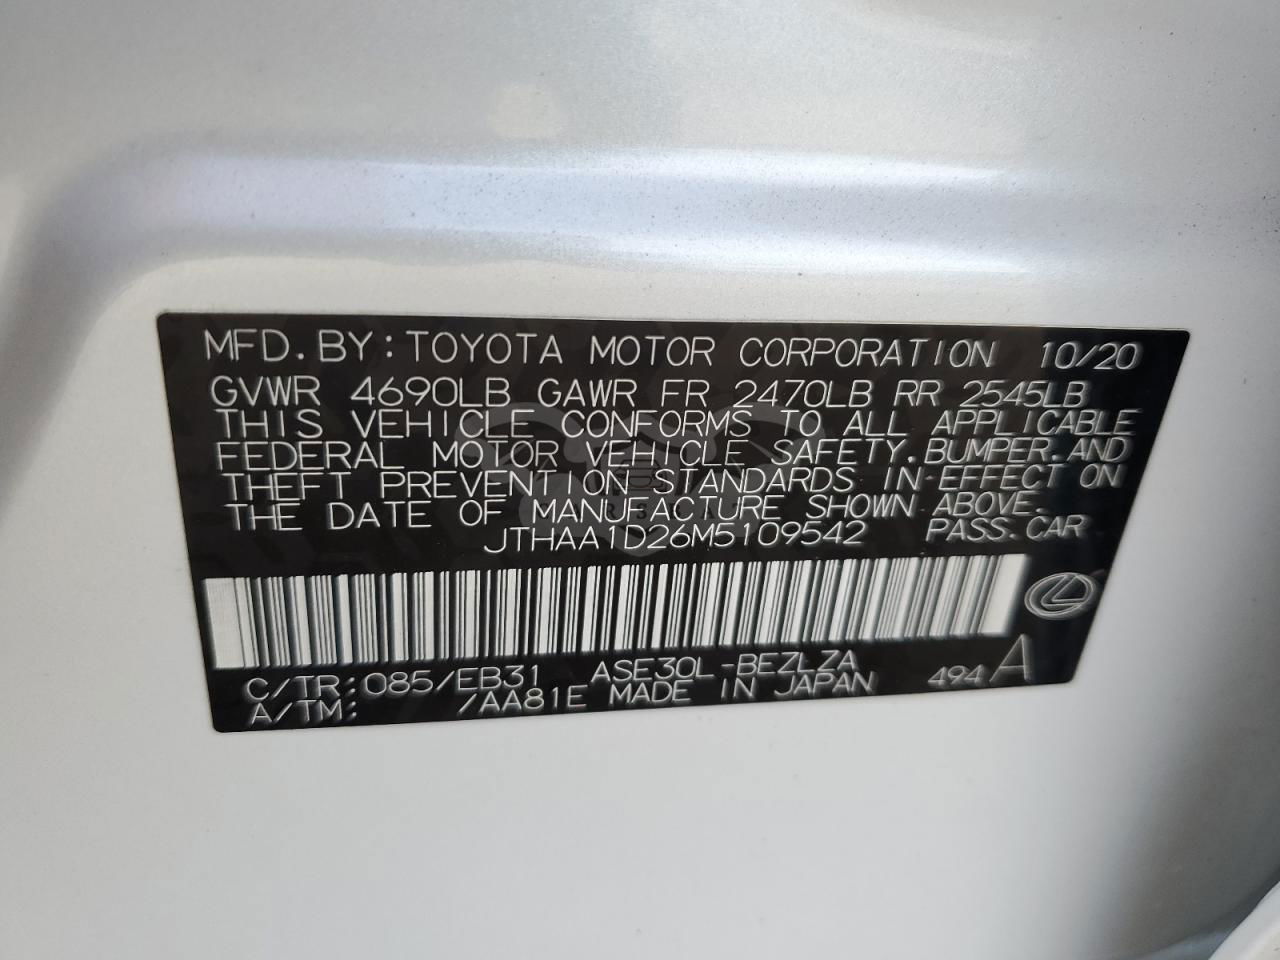 MFD. BY: TOYOTA MOTOR CORPORATION 10/20
GVWR 4690LB GAWR FR 2470LB RR 2545LB
THIS VEHICLE CONFORMS TO ALL APPLICABLE
FEDERAL MOTOR VEHICLE SAFETY, BUMPER, AND
THEFT PREVENTION STANDARDS IN EFFECT ON
THE DATE OF MANUFACTURE SHOWN ABOVE.
JTHAA1D26M5109542 PASS. CAR
C/TR: 085/EB31 ASE30L-BEZLZA
A/TM: /AA81E MADE IN JAPAN 494 A